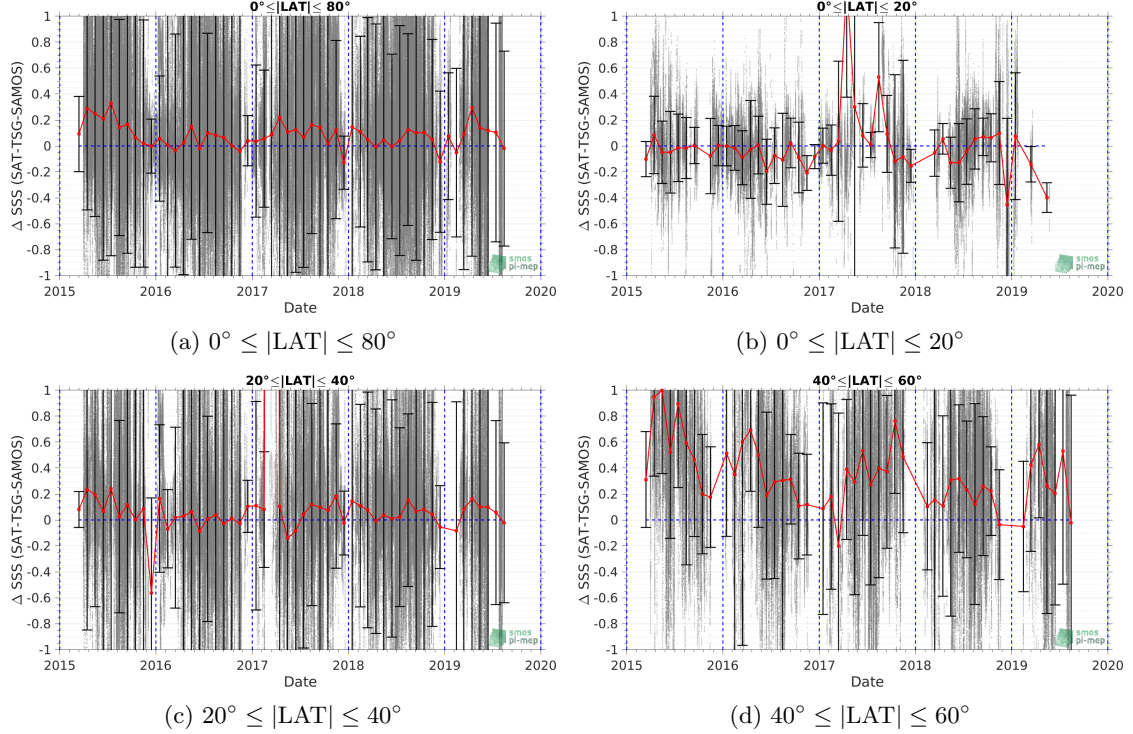 0°≤|LAT|≤ 80°
Δ SSS (SAT-TSG-SAMOS)
1
0.8
0.6
0.4
0.2
0
-0.2
-0.4
-0.6
-0.8
-1
2015 2016 2017 2018 2019 2020
Date
smos
pi-mep
(a) 0° ≤ |LAT| ≤ 80°
0°≤|LAT|≤ 20°
Δ SSS (SAT-TSG-SAMOS)
1
0.8
0.6
0.4
0.2
0
-0.2
-0.4
-0.6
-0.8
-1
2015 2016 2017 2018 2019 2020
Date
smos
pi-mep
(b) 0° ≤ |LAT| ≤ 20°
20°≤|LAT|≤ 40°
Δ SSS (SAT-TSG-SAMOS)
1
0.8
0.6
0.4
0.2
0
-0.2
-0.4
-0.6
-0.8
-1
2015 2016 2017 2018 2019 2020
Date
smos
pi-mep
(c) 20° ≤ |LAT| ≤ 40°
40°≤|LAT|≤ 60°
Δ SSS (SAT-TSG-SAMOS)
1
0.8
0.6
0.4
0.2
0
-0.2
-0.4
-0.6
-0.8
-1
2015 2016 2017 2018 2019 2020
Date
smos
pi-mep
(d) 40° ≤ |LAT| ≤ 60°